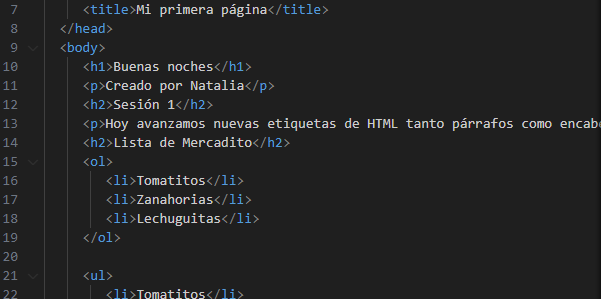 7 <title>Mi primera página</title>
8 </head>
9 <body>
10 <h1>Buenas noches</h1>
11 <p>Creado por Natalia</p>
12 <h2>Sesión 1</h2>
13 <p>Hoy avanzamos nuevas etiquetas de HTML tanto párrafos como encabe
14 <h2>Lista de Mercadito</h2>
15 <ol>
16 <li>Tomatitos</li>
17 <li>Zanahorias</li>
18 <li>Lechuguitas</li>
19 </ol>
20
21 <ul>
22 <li>Tomatitos</li>